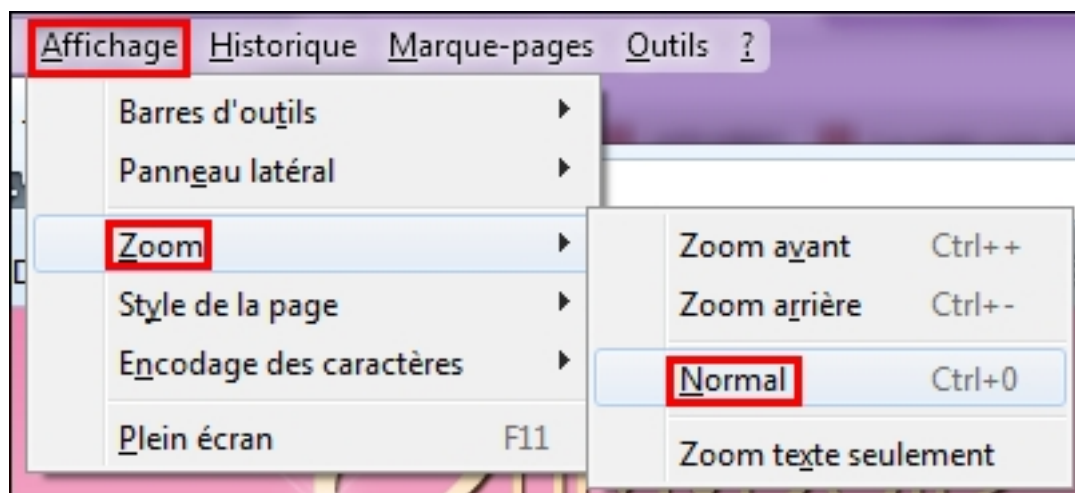 Affichage Historique Marque-pages Outils ?
Barres d'outils
Panneau latéral
Zoom
Style de la page
Encodage des caractères
Plein écran F11
Zoom avant Ctrl++
Zoom arrière Ctrl+-
Normal Ctrl+0
Zoom texte seulement